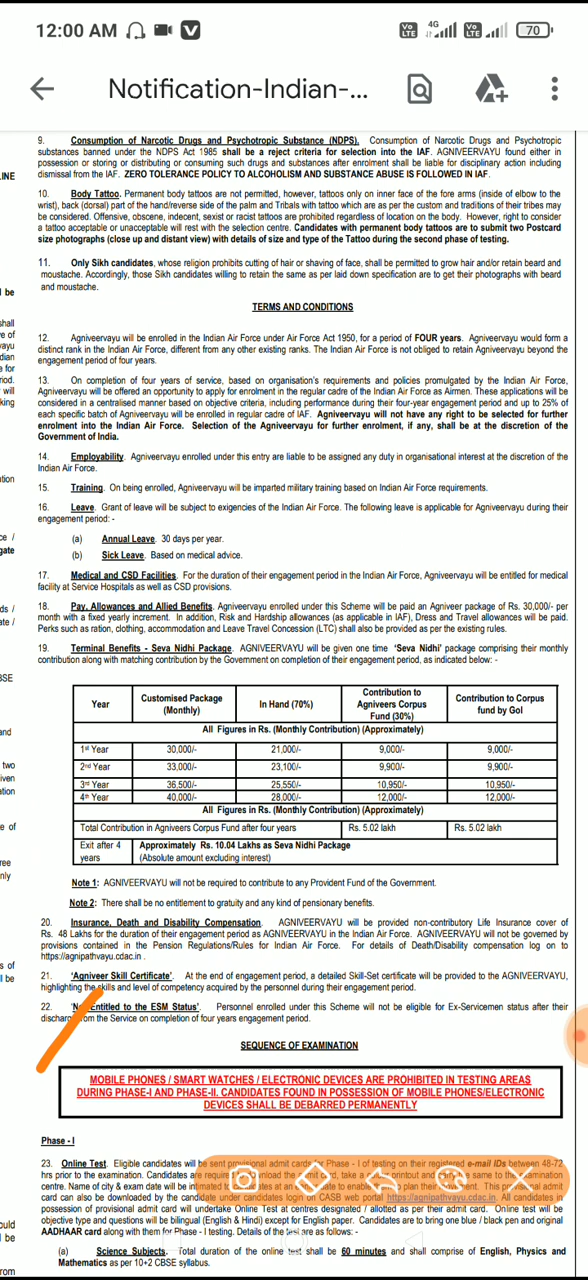 12:00 AM
Vo LTE 4G Vo LTE 70
Notification-Indian-...
9. Consumption of Narcotic Drugs and Psychotropic Substance (NDPS). Consumption of Narcotic Drugs and Psychotropic
substances banned under the NDPS Act 1985 shall be a reject criteria for selection into the IAF. AGNIVEERVAYU found either in
possession or storing or distributing or consuming such drugs and substances after enrolment shall be liable for disciplinary action including
dismissal from the IAF. ZERO TOLERANCE POLICY TO ALCOHOLISM AND SUBSTANCE ABUSE IS FOLLOWED IN IAF.
10. Body Tattoo. Permanent body tattoos are not permitted, however, tattoos only on inner face of the fore arms (inside of elbow to the
wrist), back (dorsal) part of the hand/reverse side of the palm and Tribals with tattoo which are as per the custom and traditions of their tribes may
be considered. Offensive, obscene, indecent, sexist or racist tattoos are prohibited regardless of location on the body. However, right to consider
a tattoo acceptable or unacceptable will rest with the selection centre. Candidates with permanent body tattoos are to submit two Postcard
size photographs (close up and distant view) with details of size and type of the Tattoo during the second phase of testing.
11. Only Sikh candidates, whose religion prohibits cutting of hair or shaving of face, shall be permitted to grow hair and/or retain beard and
moustache. Accordingly, those Sikh candidates willing to retain the same as per laid down specification are to get their photographs with beard
and moustache.
TERMS AND CONDITIONS
12. Agniveervayu will be enrolled in the Indian Air Force under Air Force Act 1950, for a period of FOUR years. Agniveervayu would form a
distinct rank in the Indian Air Force, different from any other existing ranks. The Indian Air Force is not obliged to retain Agniveervayu beyond the
engagement period of four years.
13. On completion of four years of service, based on organisation's requirements and policies promulgated by the Indian Air Force,
Agniveervayu will be offered an opportunity to apply for enrolment in the regular cadre of the Indian Air Force as Airmen. These applications will be
considered in a centralised manner based on objective criteria, including performance during their four-year engagement period and up to 25% of
each specific batch of Agniveervayu will be enrolled in regular cadre of IAF. Agniveervayu will not have any right to be selected for further
enrolment into the Indian Air Force. Selection of the Agniveervayu for further enrolment, if any, shall be at the discretion of the
Government of India.
14. Employability. Agniveervayu enrolled under this entry are liable to be assigned any duty in organisational interest at the discretion of the
Indian Air Force.
15. Training. On being enrolled, Agniveervayu will be imparted military training based on Indian Air Force requirements.
16. Leave. Grant of leave will be subject to exigencies of the Indian Air Force. The following leave is applicable for Agniveervayu during their
engagement period: -
(a) Annual Leave. 30 days per year.
(b) Sick Leave. Based on medical advice.
17. Medical and CSD Facilities. For the duration of their engagement period in the Indian Air Force, Agniveervayu will be entitled for medical
facility at Service Hospitals as well as CSD provisions.
18. Pay, Allowances and Allied Benefits. Agniveervayu enrolled under this Scheme will be paid an Agniveer package of Rs. 30,000/- per
month with a fixed yearly increment. In addition, Risk and Hardship allowances (as applicable in IAF), Dress and Travel allowances will be paid.
Perks such as ration, clothing, accommodation and Leave Travel Concession (LTC) shall also be provided as per the existing rules.
19. Terminal Benefits - Seva Nidhi Package. AGNIVEERVAYU will be given one time 'Seva Nidhi' package comprising their monthly
contribution along with matching contribution by the Government on completion of their engagement period, as indicated below: -
Year Customised Package (Monthly) In Hand (70%) Contribution to Agniveers Corpus Fund (30%) Contribution to Corpus fund by GoI
All Figures in Rs. (Monthly Contribution) (Approximately)
1st Year 30,000/- 21,000/- 9,000/- 9,000/-
2nd Year 33,000/- 23,100/- 9,900/- 9,900/-
3rd Year 36,500/- 25,550/- 10,950/- 10,950/-
4th Year 40,000/- 28,000/- 12,000/- 12,000/-
All Figures in Rs. (Monthly Contribution) (Approximately)
Total Contribution in Agniveers Corpus Fund after four years Rs. 5.02 lakh Rs. 5.02 lakh
Exit after 4 years Approximately Rs. 10.04 Lakhs as Seva Nidhi Package
(Absolute amount excluding interest)
Note 1: AGNIVEERVAYU will not be required to contribute to any Provident Fund of the Government.
Note 2: There shall be no entitlement to gratuity and any kind of pensionary benefits.
20. Insurance, Death and Disability Compensation. AGNIVEERVAYU will be provided non-contributory Life Insurance cover of
Rs. 48 Lakhs for the duration of their engagement period as AGNIVEERVAYU in the Indian Air Force. AGNIVEERVAYU will not be governed by
provisions contained in the Pension Regulations/Rules for Indian Air Force. For details of Death/Disability compensation log on to
https://agnipathvayu.cdac.in .
21. 'Agniveer Skill Certificate'. At the end of engagement period, a detailed Skill-Set certificate will be provided to the AGNIVEERVAYU,
highlighting the skills and level of competency acquired by the personnel during their engagement period.
22. Entitled to the ESM Status'. Personnel enrolled under this Scheme will not be eligible for Ex-Servicemen status after their
from the Service on completion of four years engagement period.
SEQUENCE OF EXAMINATION
MOBILE PHONES / SMART WATCHES / ELECTRONIC DEVICES ARE PROHIBITED IN TESTING AREAS
DURING PHASE-I AND PHASE-II. CANDIDATES FOUND IN POSSESSION OF MOBILE PHONES/ELECTRONIC
DEVICES SHALL BE DEBARRED PERMANENTLY
Phase - I
23. Online Test. Eligible candidates will be sent provisional admit cards for Phase - I of testing on their registered e-mail IDs between 48-72
hrs prior to the examination. Candidates are the admit card, take a printout and the same to the examination
centre. Name of city & exam date will be to enable plan their This admit
card can also be downloaded by the candidate under candidates login on CASB web portal https://agnipathvayu.cdac.in. All candidates in
possession of provisional admit card will undertake Online Test at centres designated / allotted as per their admit card. Online test will be
objective type and questions will be bilingual (English & Hindi) except for English paper. Candidates are to bring one blue / black pen and original
AADHAAR card along with them for Phase - I testing. Details of the test are as follows: -
(a) Science Subjects. Total duration of the online test shall be 60 minutes and shall comprise of English, Physics and
Mathematics as per 10+2 CBSE syllabus.